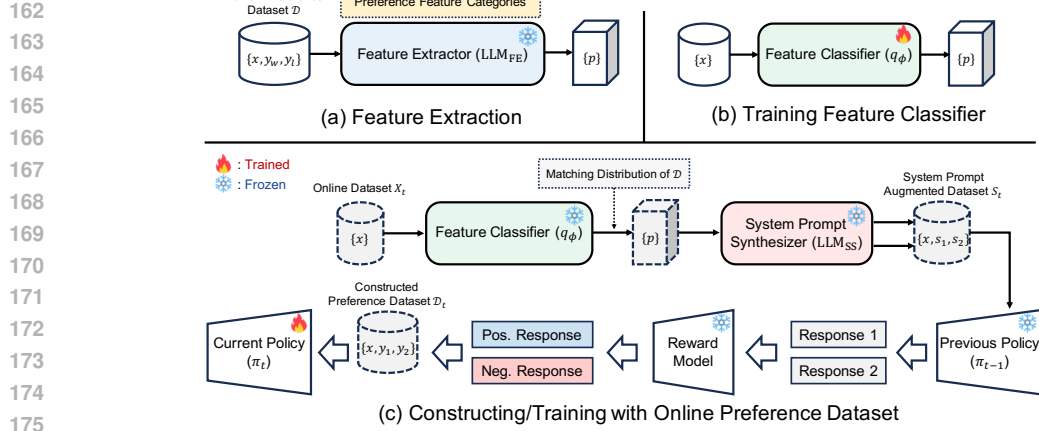 162
163
164
165
166
167
168
169
170
171
172
173
174
175
Dataset 𝒟
Preference Feature Categories
{x, y_w, y_l}
Feature Extractor (LLM_FE)
{p}
(a) Feature Extraction
{x}
Feature Classifier (q_ϕ)
{p}
(b) Training Feature Classifier
: Trained
: Frozen
Online Dataset X_t
{x}
Feature Classifier (q_ϕ)
Matching Distribution of 𝒟
{p}
System Prompt
Synthesizer (LLM_SS)
System Prompt
Augmented Dataset S_t
{x, s_1, s_2}
Previous Policy
(π_{t−1})
Response 1
Response 2
Reward
Model
Pos. Response
Neg. Response
Constructed
Preference Dataset 𝒟_t
{x, y_1, y_2}
Current Policy
(π_t)
(c) Constructing/Training with Online Preference Dataset